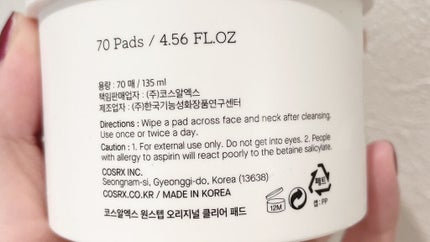 70 Pads / 4.56 FL.OZ
용량 : 70 매 / 135 ml
책임판매업자 : (주)코스알엑스
제조업자 : (주)한국기능성화장품연구센터
Directions : Wipe a pad across face and neck after cleansing.
Use once or twice a day.
Caution : 1. For external use only. Do not get into eyes. 2. People
with allergy to aspirin will react poorly to the betaine salicylate.
COSRX INC.
Seongnam-si, Gyeonggi-do, Korea (13638)
COSRX.CO.KR / MADE IN KOREA
12M
페트
캡: PP
코스알엑스 원스텝 오리지널 클리어 패드